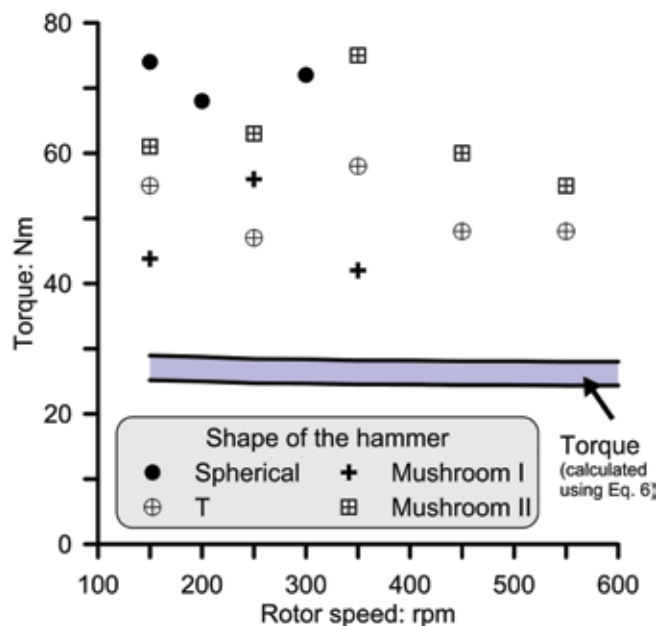 80
60
40
20
0
Torque: Nm
100 200 300 400 500 600
Rotor speed: rpm
Shape of the hammer
Spherical Mushroom I
T Mushroom II
Torque
(calculated
using Eq. 6)